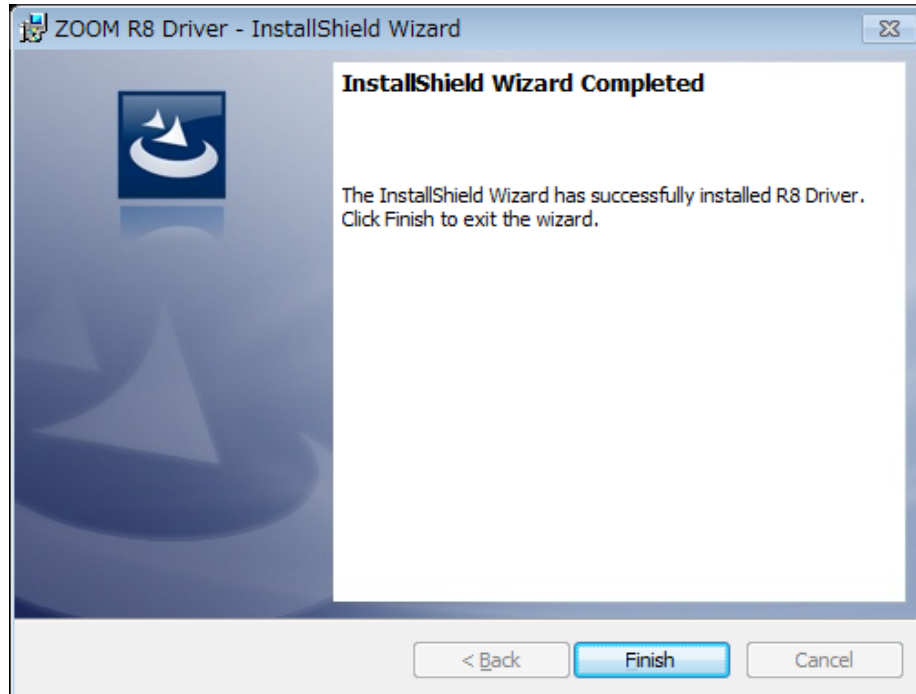 ZOOM R8 Driver - InstallShield Wizard
InstallShield Wizard Completed
The InstallShield Wizard has successfully installed R8 Driver.
Click Finish to exit the wizard.
< Back
Finish
Cancel